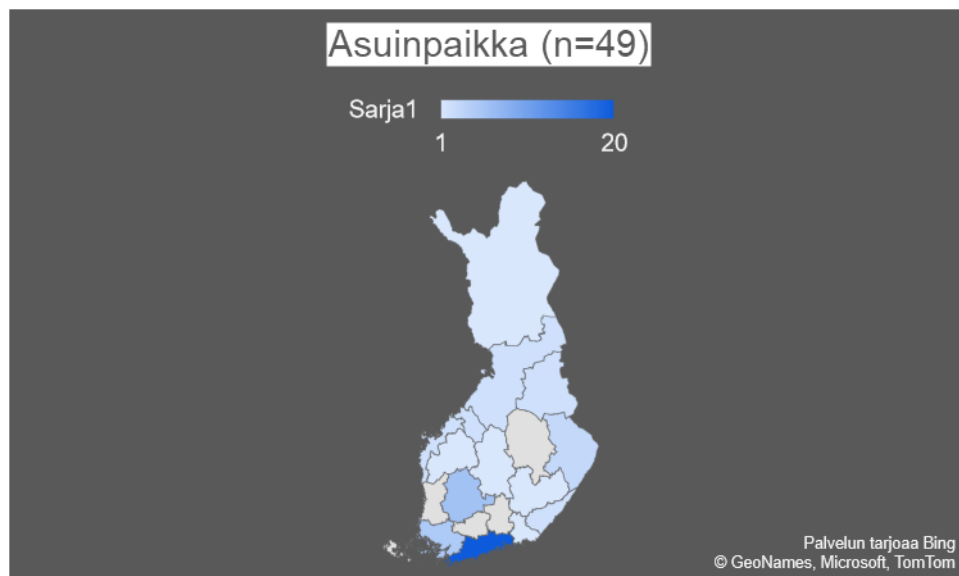 Asuinpaikka (n=49)
Sarja1
1 20
Palvelun tarjoaa Bing
© GeoNames, Microsoft, TomTom